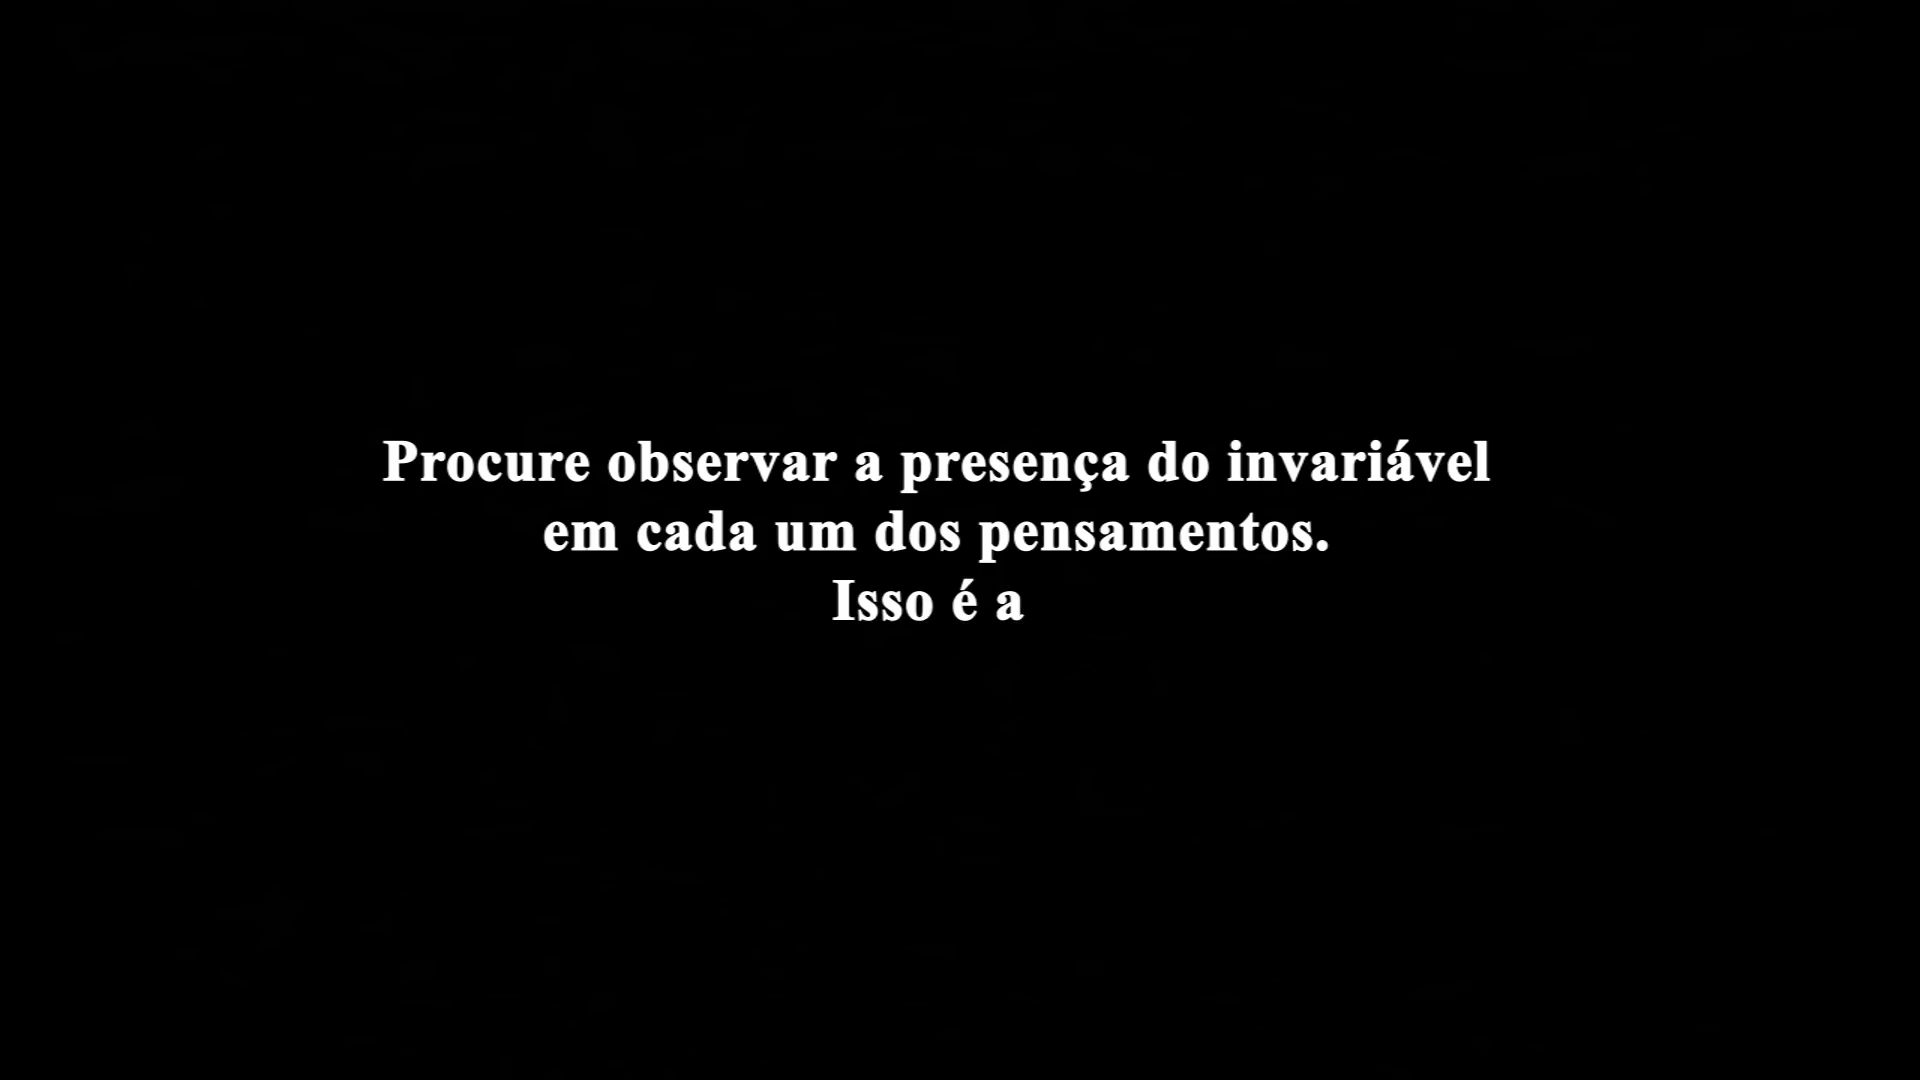 Procure observar a presença do invariável
em cada um dos pensamentos.
Isso é a